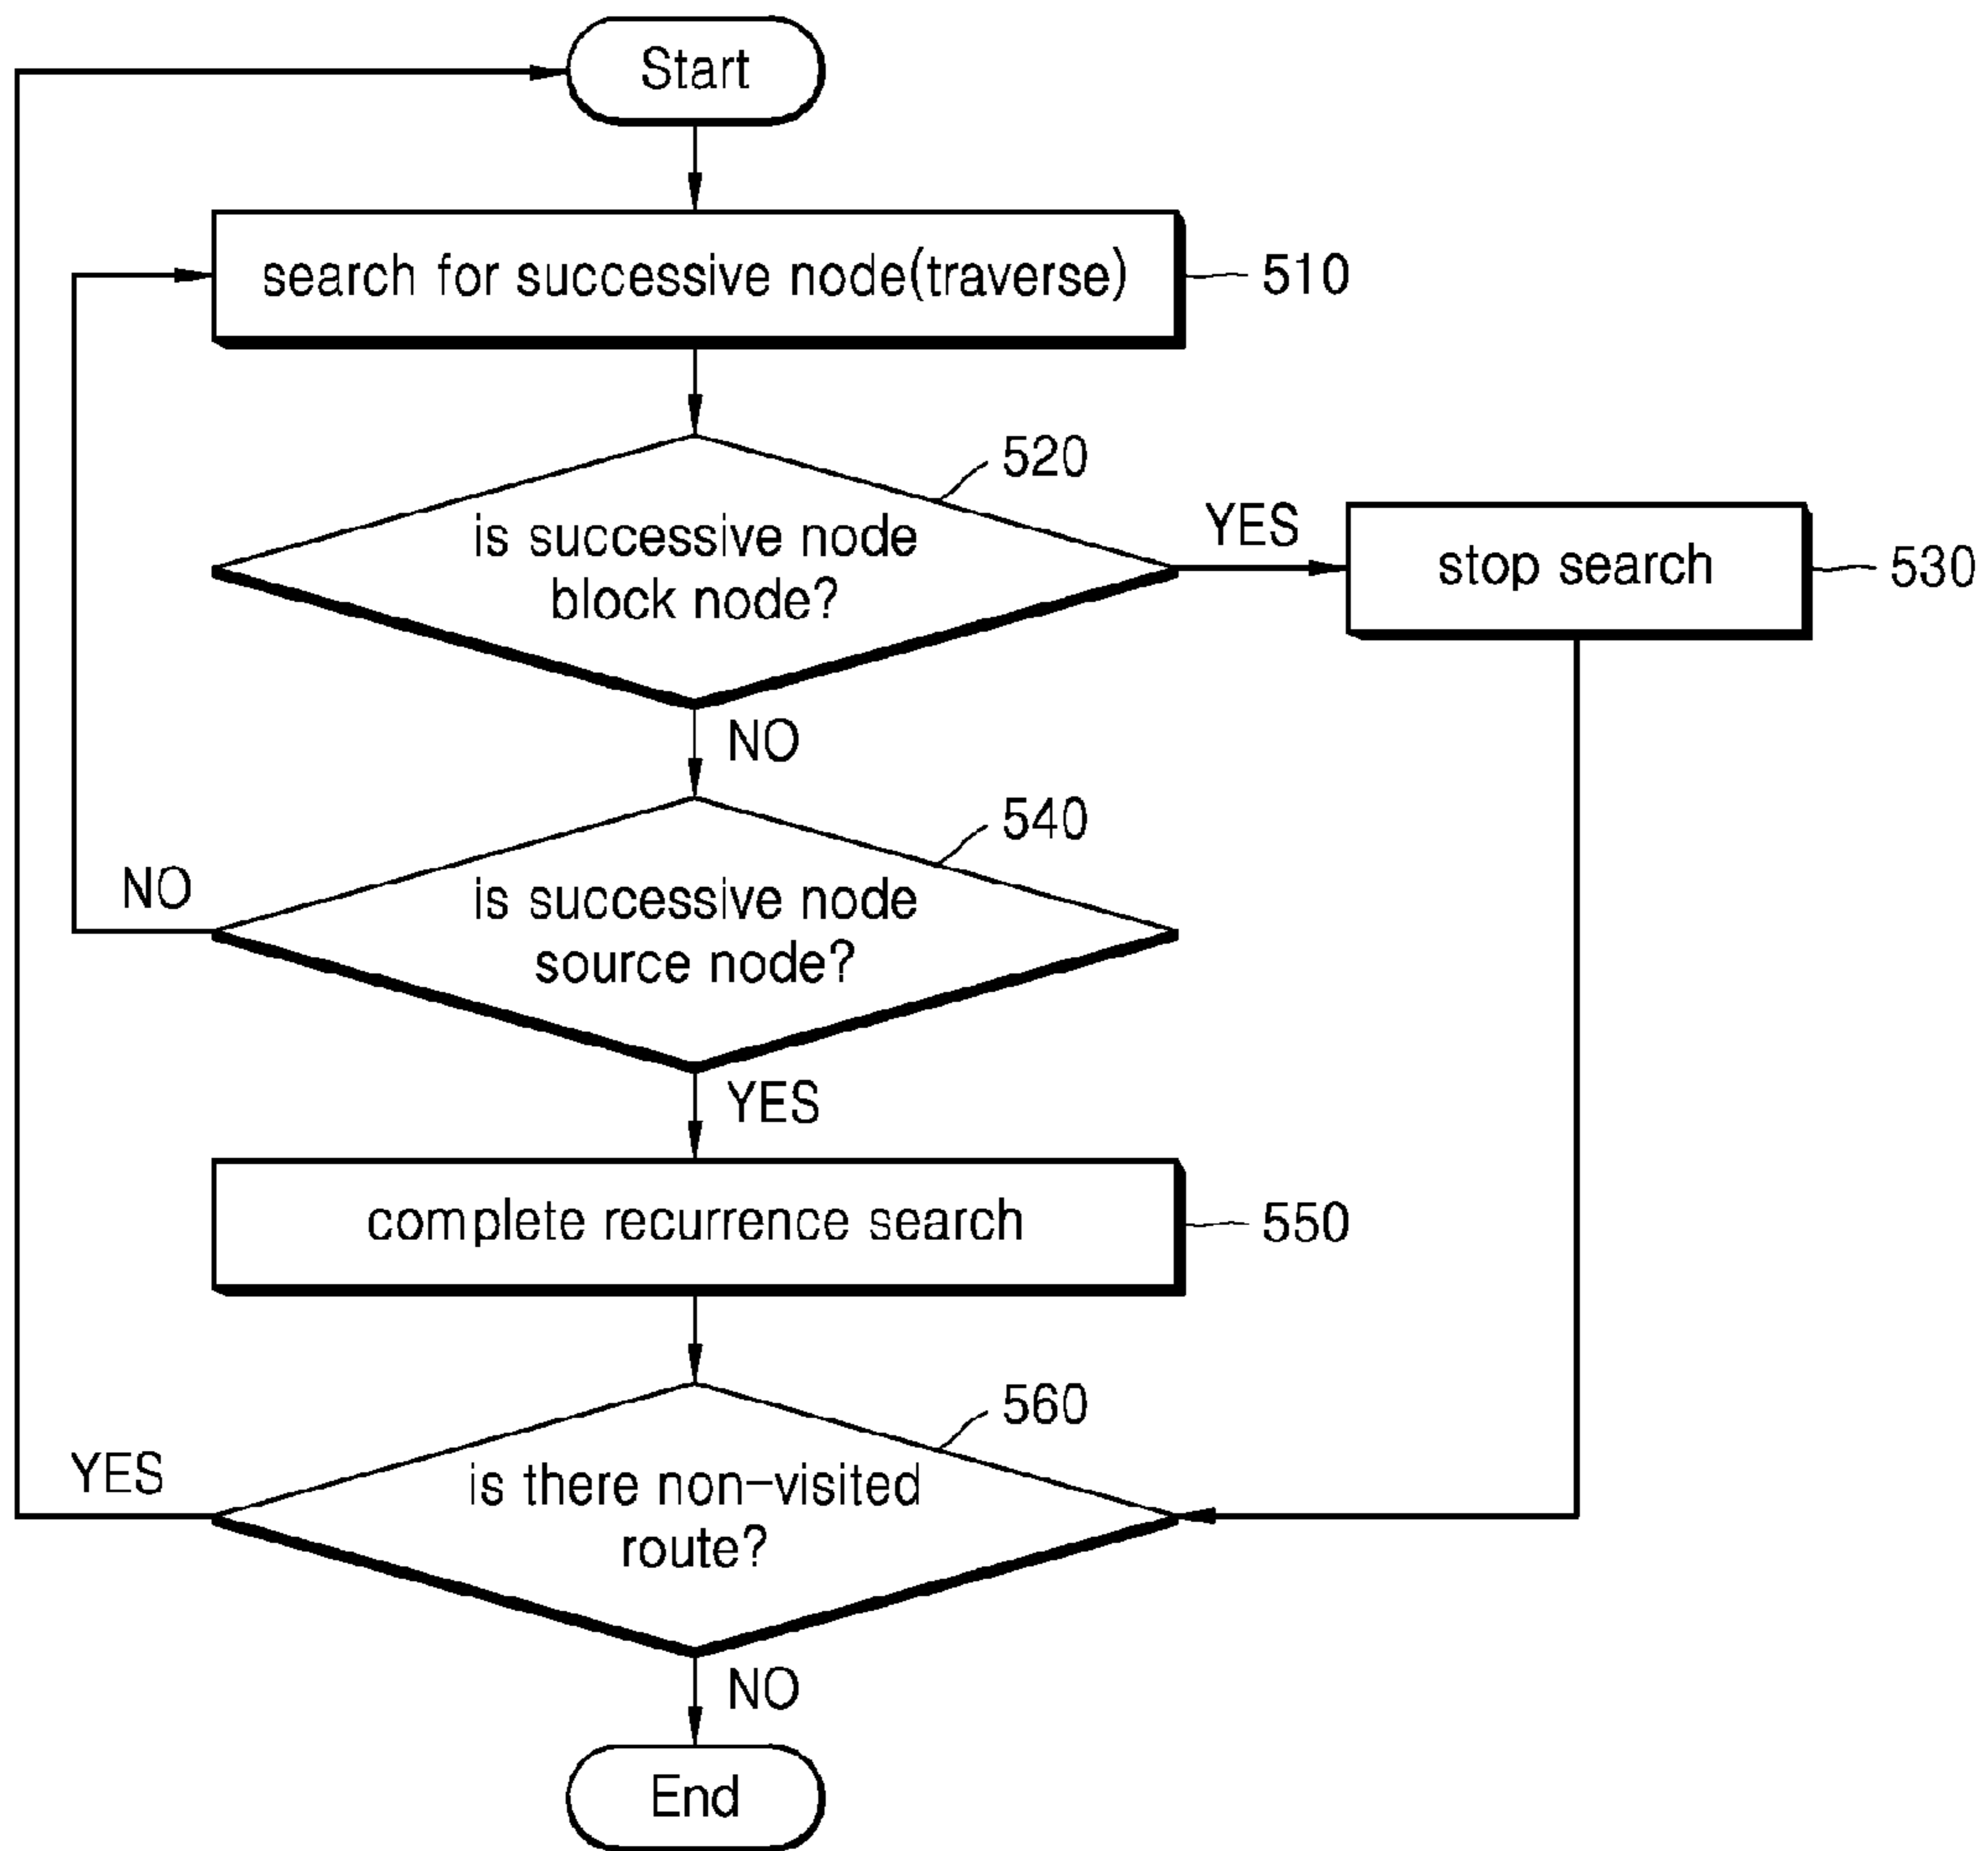 Start
search for successive node(traverse)
510
520
is successive node
block node?
YES
stop search
530
NO
540
is successive node
source node?
NO
YES
complete recurrence search
550
560
is there non-visited
route?
YES
NO
End